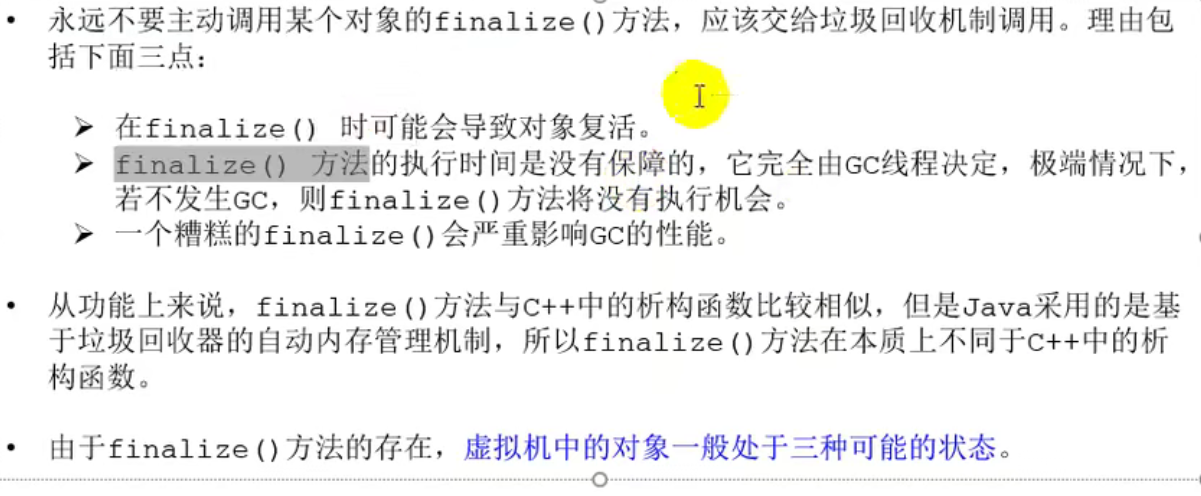 • 永远不要主动调用某个对象的finalize()方法，应该交给垃圾回收机制调用。理由包
括下面三点：
➢ 在finalize() 时可能会导致对象复活。
➢ finalize() 方法的执行时间是没有保障的，它完全由GC线程决定，极端情况下，
若不发生GC，则finalize()方法将没有执行机会。
➢ 一个糟糕的finalize()会严重影响GC的性能。
• 从功能上来说，finalize()方法与C++中的析构函数比较相似，但是Java采用的是基
于垃圾回收器的自动内存管理机制，所以finalize()方法在本质上不同于C++中的析
构函数。
• 由于finalize()方法的存在，虚拟机中的对象一般处于三种可能的状态。